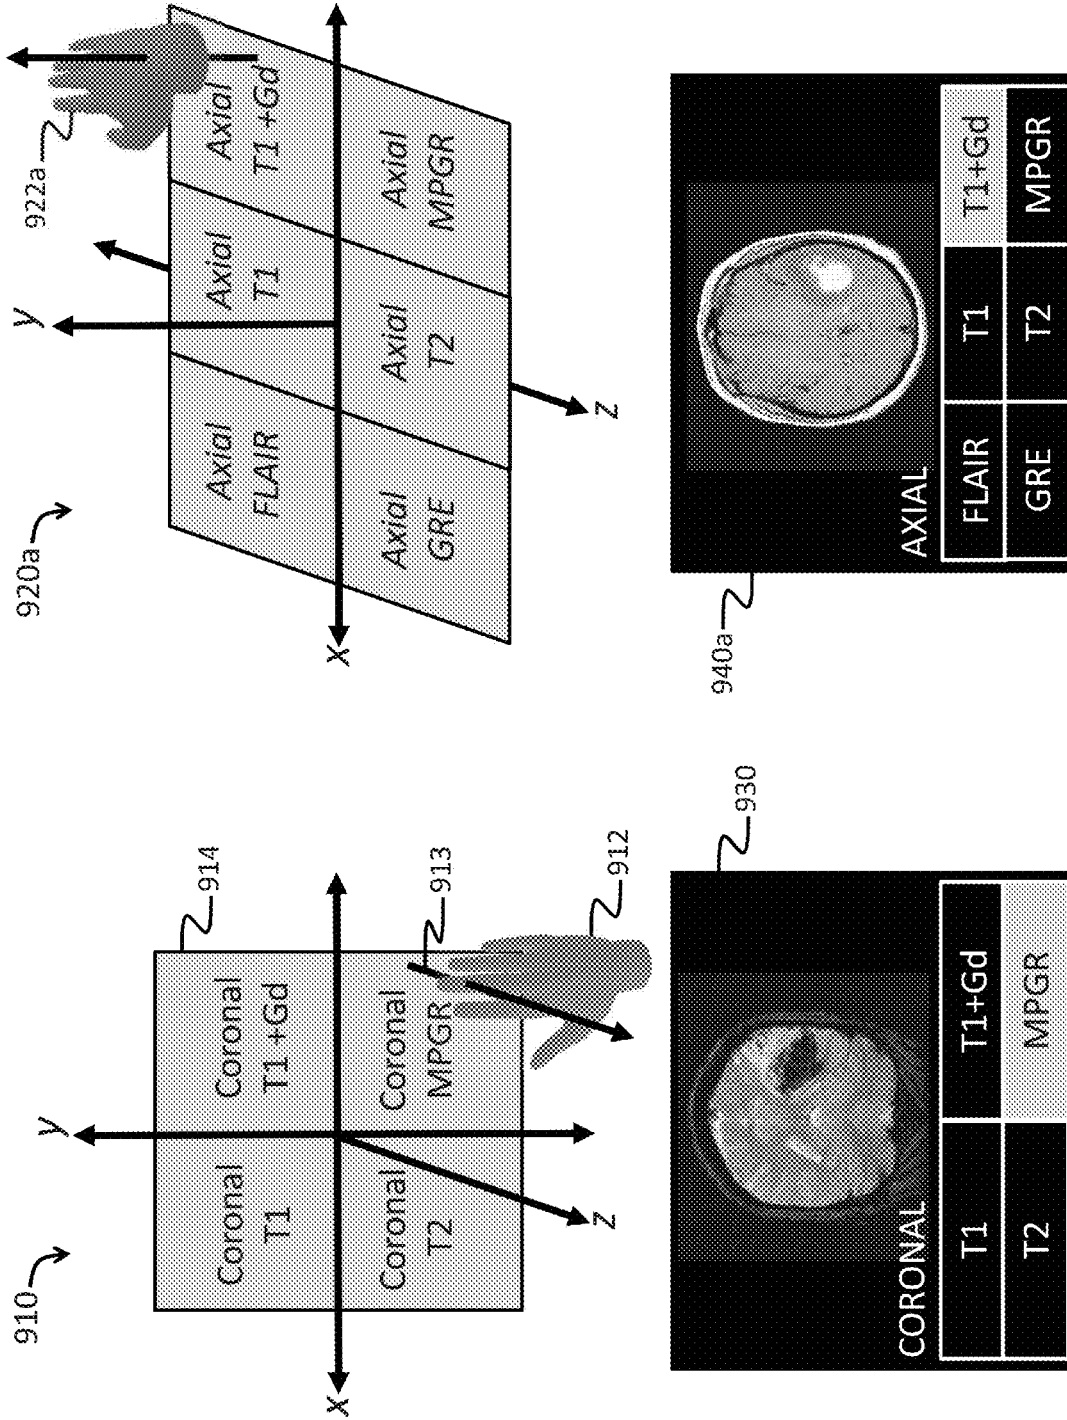 910
y
Coronal
T1
Coronal
T1 +Gd
914
x
Coronal
T2
Coronal
MPGR
913
z
912
930
CORONAL
T1
T1+Gd
T2
MPGR
920a
y
922a
Axial
FLAIR
Axial
T1
Axial
T1 +Gd
x
Axial
GRE
Axial
T2
Axial
MPGR
z
940a
AXIAL
FLAIR
T1
T1+Gd
GRE
T2
MPGR